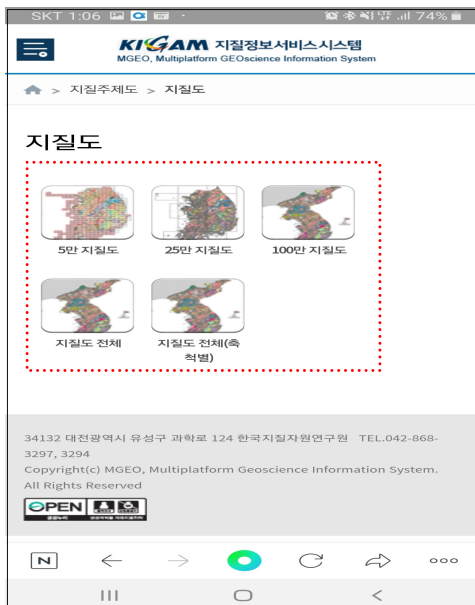 SKT 1:06 74%
KIGAM 지질정보서비스시스템
MGEO, Multiplatform GEOscience Information System
> 지질주제도 > 지질도
지질도
5만 지질도 25만 지질도 100만 지질도
지질도 전체 지질도 전체(축
척별)
34132 대전광역시 유성구 과학로 124 한국지질자원연구원 TEL.042-868-
3297, 3294
Copyright(c) MGEO, Multiplatform Geoscience Information System.
All Rights Reserved
OPEN
N